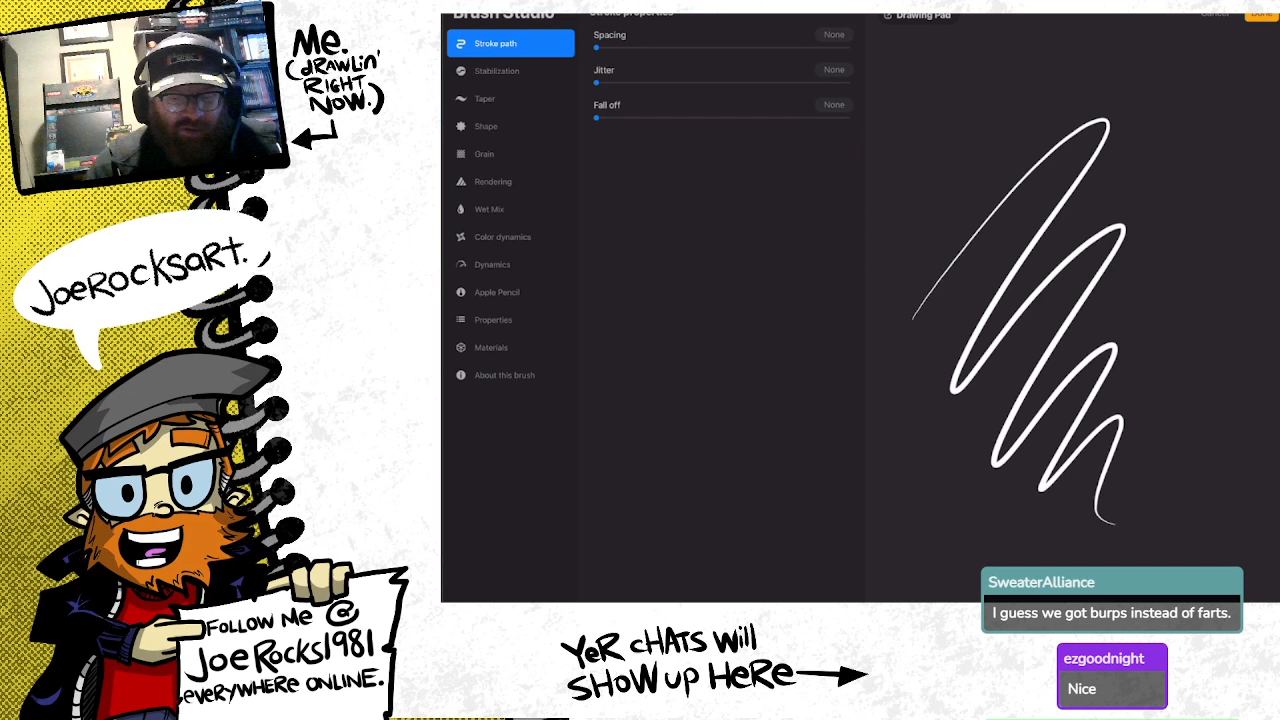 Me.
(dRAWLiN'
RiGHT
NOW.)
JoeRocksaRt.
FoLLOW Me @
JoeRocks1981
everYwHeRe oNLiNE.
Brush Studio
Stroke path
Stabilization
Taper
Shape
Grain
Rendering
Wet Mix
Color dynamics
Dynamics
Apple Pencil
Properties
Materials
About this brush
Stroke properties
Spacing None
Jitter None
Fall off None
Drawing Pad
Cancel
Done
YeR cHATs Will
SHoW up HeRe
SweaterAlliance
I guess we got burps instead of farts.
ezgoodnight
Nice